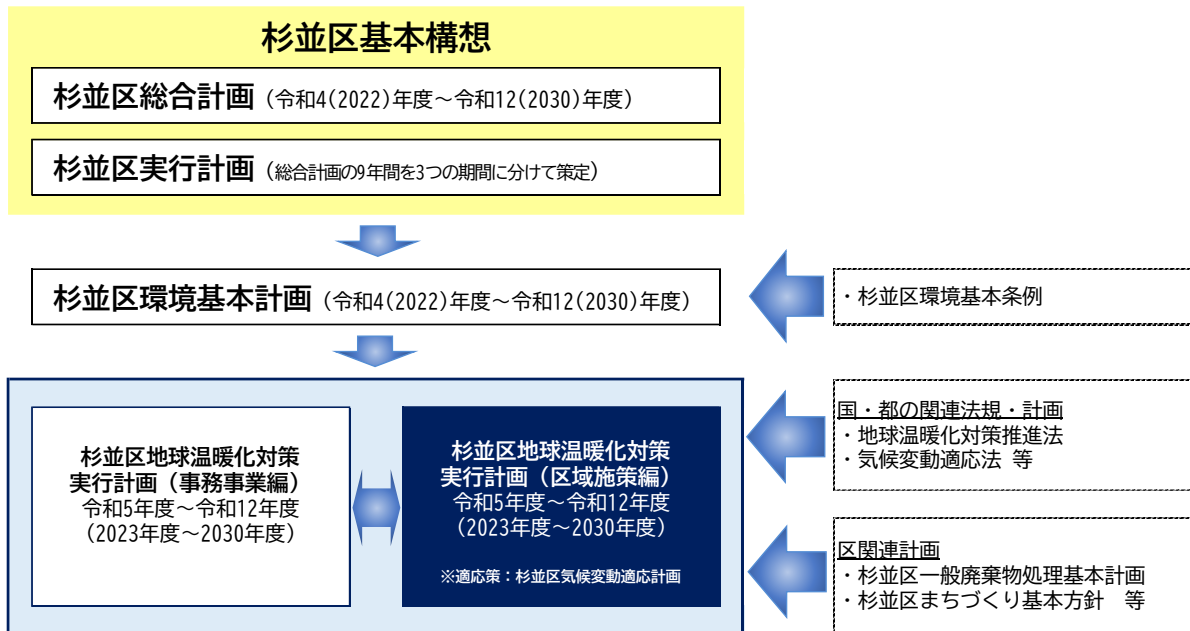 杉並区基本構想
杉並区総合計画（令和4(2022)年度～令和12(2030)年度）
杉並区実行計画（総合計画の9年間を3つの期間に分けて策定）
杉並区環境基本計画（令和4(2022)年度～令和12(2030)年度）
・杉並区環境基本条例
杉並区地球温暖化対策
実行計画（事務事業編）
令和5年度～令和12年度
（2023年度～2030年度）
杉並区地球温暖化対策
実行計画（区域施策編）
令和5年度～令和12年度
（2023年度～2030年度）
※適応策：杉並区気候変動適応計画
国・都の関連法規・計画
・地球温暖化対策推進法
・気候変動適応法 等
区関連計画
・杉並区一般廃棄物処理基本計画
・杉並区まちづくり基本方針　等